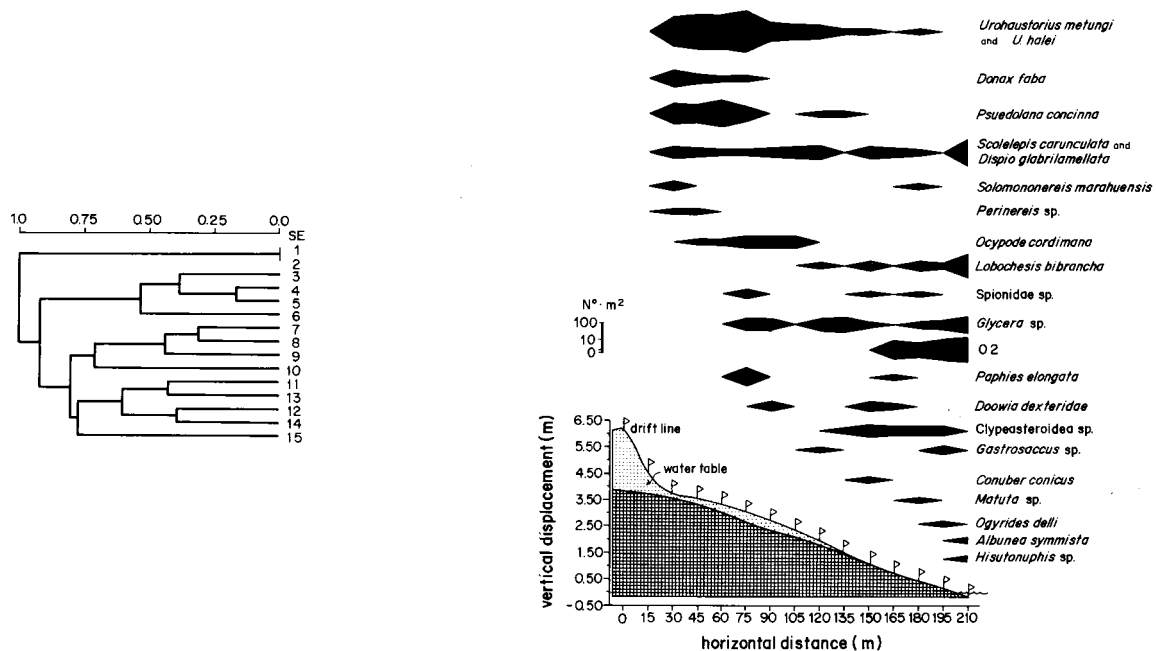 1.0 0.75 0.50 0.25 0.0
SE
1
2
3
4
5
6
7
8
9
10
11
13
12
14
15
Urohaustorius metungi
and U. halei
Donax faba
Psuedolana concinna
Scolelepis carunculata and
Dispio glabrilamellata
Solomononereis marahuensis
Perinereis sp.
Ocypode cordimana
Lobochesis bibrancha
Spionidae sp.
Glycera sp.
O2
Paphies elongata
Doowia dexteridae
Clypeasteroidea sp.
Gastrosaccus sp.
Conuber conicus
Matuta sp.
Ogyrides delli
Albunea symmista
Hisutonuphis sp.
N°· m²
100
10
0
drift line
water table
vertical displacement (m)
6.50
5.50
4.50
3.50
2.50
1.50
0.50
-0.50
0 15 30 45 60 75 90 105 120 135 150 165 180 195 210
horizontal distance (m)